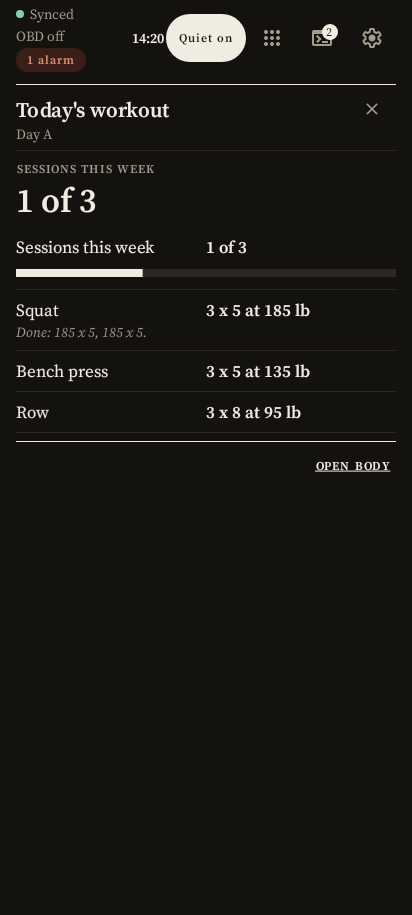 Synced
OBD off
1 alarm
14:20
Quiet on
2
Today's workout
Day A
SESSIONS THIS WEEK
1 of 3
Sessions this week 1 of 3
Squat 3 x 5 at 185 lb
Done: 185 x 5, 185 x 5.
Bench press 3 x 5 at 135 lb
Row 3 x 8 at 95 lb
OPEN BODY